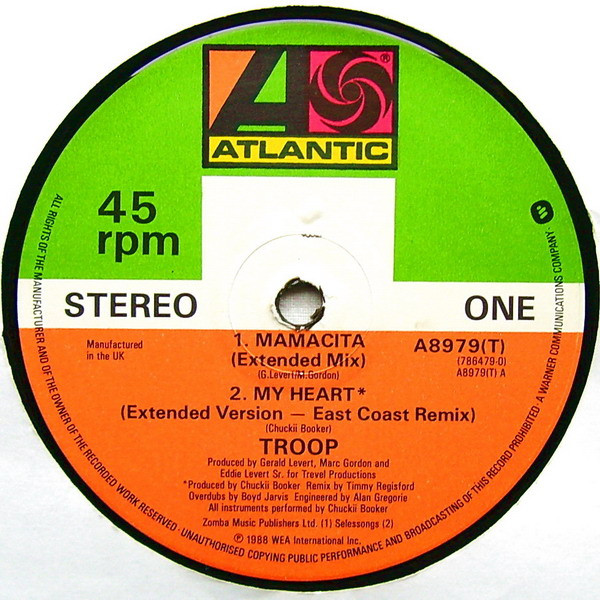 ATLANTIC
®
45
rpm
STEREO
ONE
Manufactured
in the UK
1. MAMACITA
(Extended Mix)
(G.Levert/M.Gordon)
A8979(T)
(786479-0)
A8979(T) A
2. MY HEART*
(Extended Version — East Coast Remix)
(Chuckii Booker)
TROOP
Produced by Gerald Levert, Marc Gordon and
Eddie Levert Sr. for Trevel Productions
*Produced by Chuckii Booker Remix by Timmy Regisford
Overdubs by Boyd Jarvis Engineered by Alan Gregorie
All instruments performed by Chuckii Booker
Zomba Music Publishers Ltd. (1) Selessongs (2)
℗ 1988 WEA International Inc.
ALL RIGHTS OF THE MANUFACTURER AND OF THE OWNER OF THE RECORDED WORK RESERVED · UNAUTHORISED COPYING PUBLIC PERFORMANCE AND BROADCASTING OF THIS RECORD PROHIBITED · A WARNER COMMUNICATIONS COMPANY ·